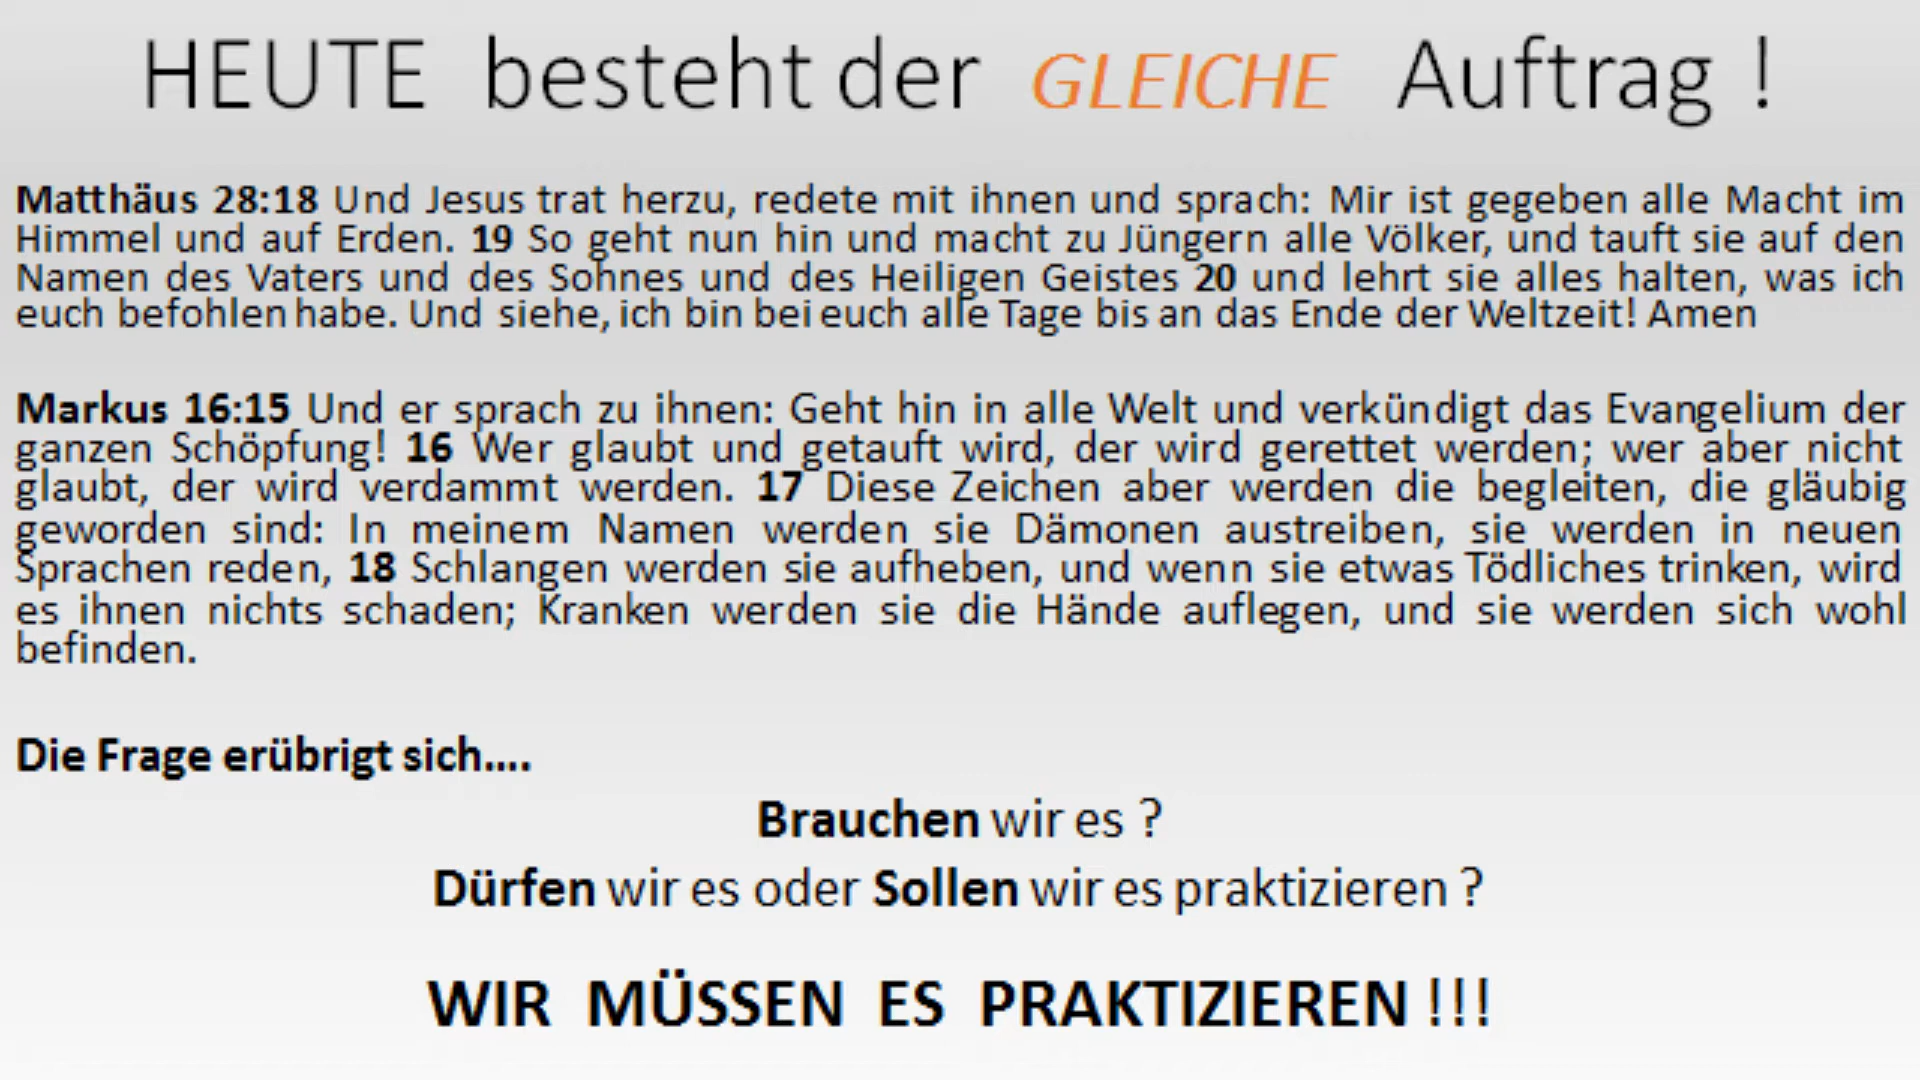 HEUTE besteht der GLEICHE Auftrag !
Matthäus 28:18 Und Jesus trat herzu, redete mit ihnen und sprach: Mir ist gegeben alle Macht im
Himmel und auf Erden. 19 So geht nun hin und macht zu Jüngern alle Völker, und tauft sie auf den
Namen des Vaters und des Sohnes und des Heiligen Geistes 20 und lehrt sie alles halten, was ich
euch befohlen habe. Und siehe, ich bin bei euch alle Tage bis an das Ende der Weltzeit! Amen
Markus 16:15 Und er sprach zu ihnen: Geht hin in alle Welt und verkündigt das Evangelium der
ganzen Schöpfung! 16 Wer glaubt und getauft wird, der wird gerettet werden; wer aber nicht
glaubt, der wird verdammt werden. 17 Diese Zeichen aber werden die begleiten, die gläubig
geworden sind: In meinem Namen werden sie Dämonen austreiben, sie werden in neuen
Sprachen reden, 18 Schlangen werden sie aufheben, und wenn sie etwas Tödliches trinken, wird
es ihnen nichts schaden; Kranken werden sie die Hände auflegen, und sie werden sich wohl
befinden.
Die Frage erübrigt sich....
Brauchen wir es ?
Dürfen wir es oder Sollen wir es praktizieren ?
WIR MÜSSEN ES PRAKTIZIEREN !!!